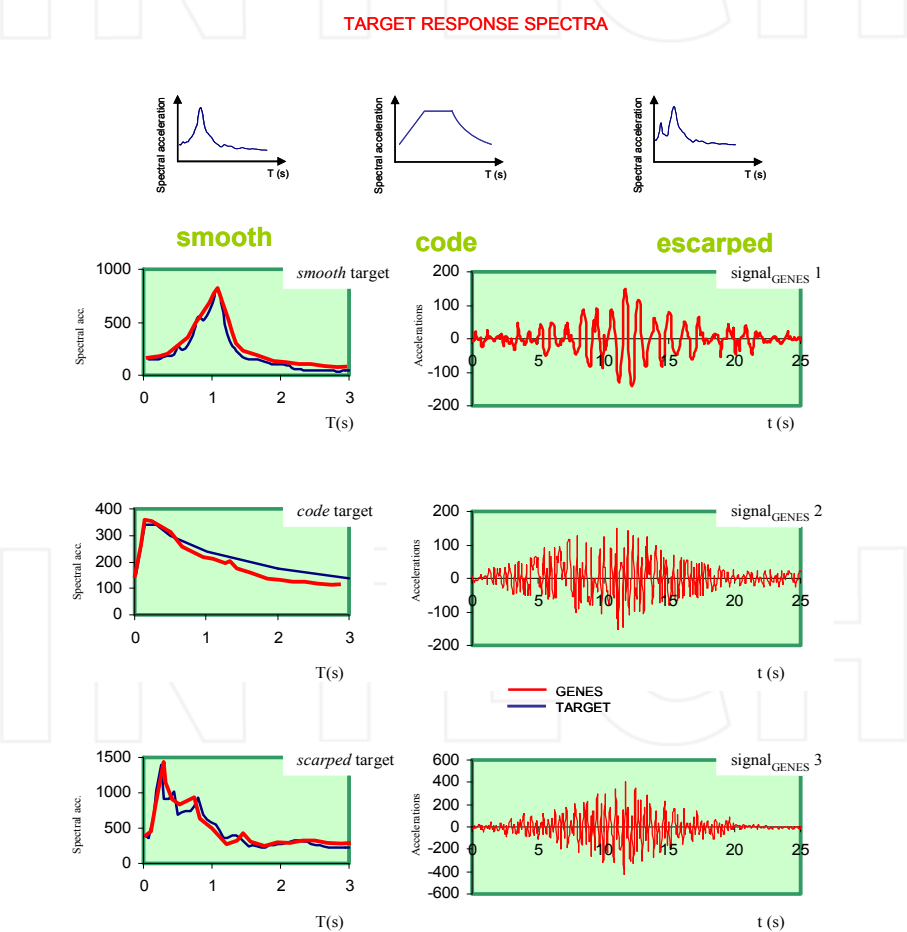 TARGET RESPONSE SPECTRA
Spectral acceleration
T (s)
Spectral acceleration
T (s)
Spectral acceleration
T (s)
smooth
code
escarped
smooth target
1000
500
0
Spectral acc.
0 1 2 3
T(s)
signalGENES 1
200
100
0
-100
-200
Accelerations
0 5 10 15 20 25
t (s)
code target
400
300
200
100
0
Spectral acc.
0 1 2 3
T(s)
signalGENES 2
200
100
0
-100
-200
Accelerations
0 5 10 15 20 25
t (s)
GENES
TARGET
scarped target
1500
1000
500
0
Spectral acc.
0 1 2 3
T(s)
signalGENES 3
600
400
200
0
-200
-400
-600
Accelerations
0 5 10 15 20 25
t (s)